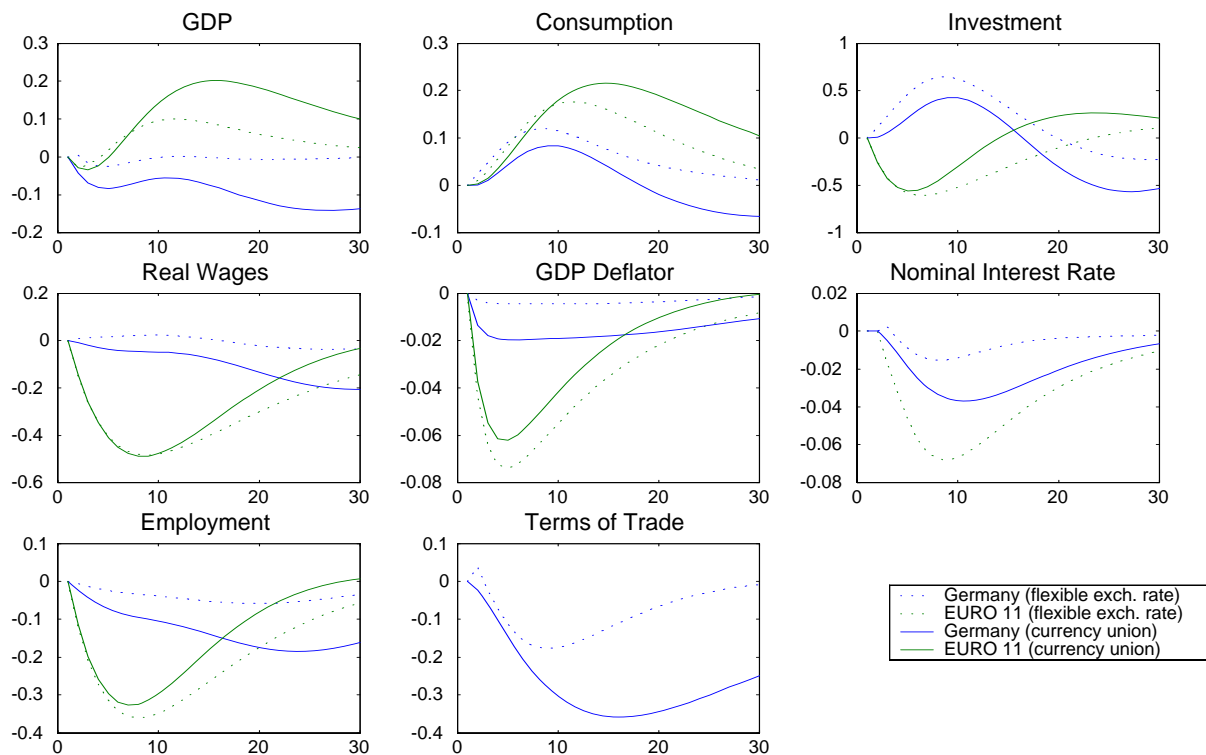 GDP
Consumption
Investment
0.3
0.2
0.1
0
-0.1
-0.2
0 10 20 30
0.3
0.2
0.1
0
-0.1
0 10 20 30
1
0.5
0
-0.5
-1
0 10 20 30
Real Wages
GDP Deflator
Nominal Interest Rate
0.2
0
-0.2
-0.4
-0.6
0 10 20 30
0
-0.02
-0.04
-0.06
-0.08
0 10 20 30
0.02
0
-0.02
-0.04
-0.06
-0.08
0 10 20 30
Employment
Terms of Trade
0.1
0
-0.1
-0.2
-0.3
-0.4
0 10 20 30
0.1
0
-0.1
-0.2
-0.3
-0.4
0 10 20 30
Germany (flexible exch. rate)
EURO 11 (flexible exch. rate)
Germany (currency union)
EURO 11 (currency union)